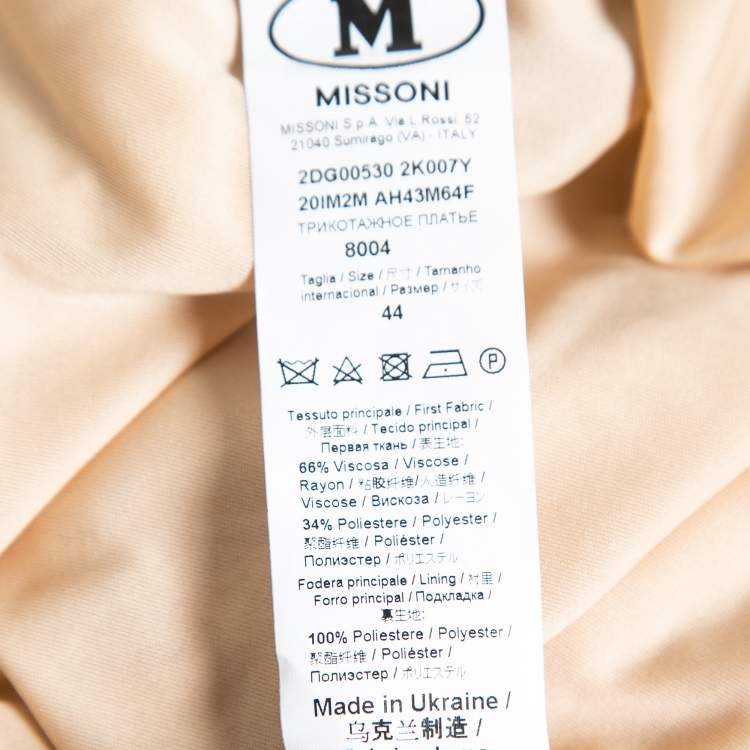 M
MISSONI
MISSONI S.p.A. Via L. Rossi, 52
21040 Sumirago (VA) - ITALY
2DG00530 2K007Y
20IM2M AH43M64F
ТРИКОТАЖНОЕ ПЛАТЬЕ
8004
Taglia / Size / 尺寸 / Tamanho
internacional / Размер / サイズ
44
P
Tessuto principale / First Fabric /
外层面料 / Tecido principal /
Первая ткань / 表生地:
66% Viscosa / Viscose /
Rayon / 粘胶纤维/人造纤维 /
Viscose / Вискоза / レーヨン
34% Poliestere / Polyester /
聚酯纤维 / Poliéster /
Полиэстер / ポリエステル
Fodera principale / Lining / 衬里 /
Forro principal / Подкладка /
裏生地:
100% Poliestere / Polyester /
聚酯纤维 / Poliéster /
Полиэстер / ポリエステル
Made in Ukraine /
乌克兰制造 /